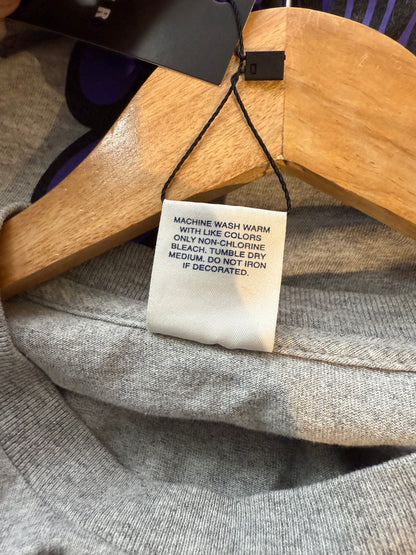 MACHINE WASH WARM
WITH LIKE COLORS
ONLY NON-CHLORINE
BLEACH. TUMBLE DRY
MEDIUM. DO NOT IRON
IF DECORATED.